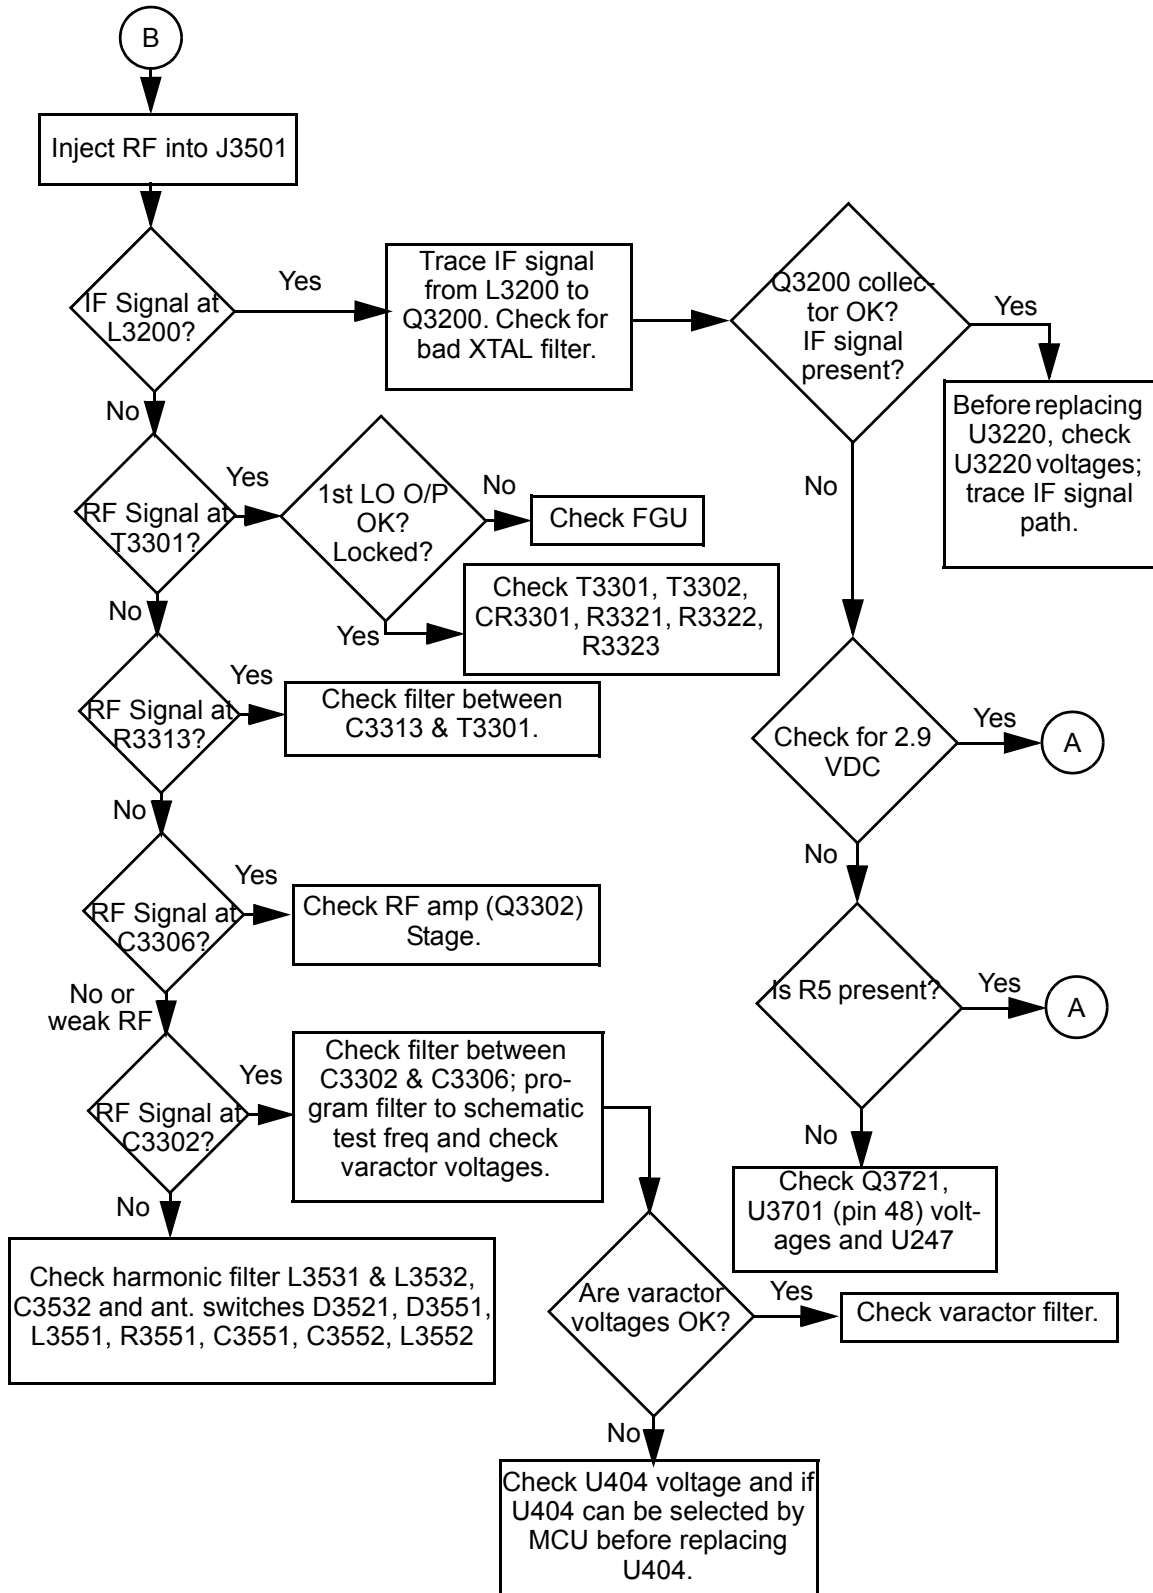 B
Inject RF into J3501
IF Signal at
L3200?
Yes
Trace IF signal
from L3200 to
Q3200. Check for
bad XTAL filter.
Q3200 collec-
tor OK?
IF signal
present?
Yes
Before replacing
U3220, check
U3220 voltages;
trace IF signal
path.
No
No
RF Signal at
T3301?
Yes
1st LO O/P
OK?
Locked?
No
Check FGU
Yes
Check T3301, T3302,
CR3301, R3321, R3322,
R3323
No
RF Signal at
R3313?
Yes
Check filter between
C3313 & T3301.
Check for 2.9
VDC
Yes
A
No
No
RF Signal at
C3306?
Yes
Check RF amp (Q3302)
Stage.
Is R5 present?
Yes
A
No or
weak RF
RF Signal at
C3302?
Yes
Check filter between
C3302 & C3306; pro-
gram filter to schematic
test freq and check
varactor voltages.
No
Check Q3721,
U3701 (pin 48) volt-
ages and U247
No
Check harmonic filter L3531 & L3532,
C3532 and ant. switches D3521, D3551,
L3551, R3551, C3551, C3552, L3552
Are varactor
voltages OK?
Yes
Check varactor filter.
No
Check U404 voltage and if
U404 can be selected by
MCU before replacing
U404.